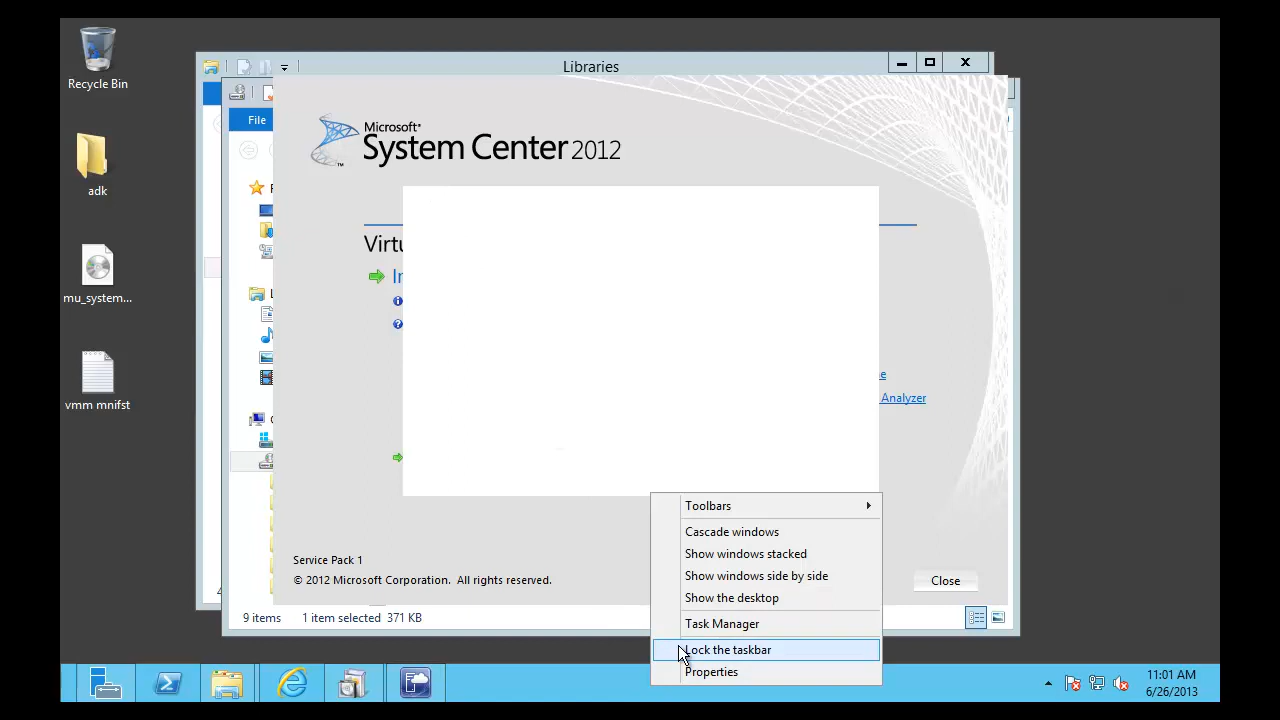 Recycle Bin
adk
mu_system...
vmm mnifst
Libraries
File
Microsoft®
System Center 2012
Virtu
In
e
Analyzer
Service Pack 1
© 2012 Microsoft Corporation. All rights reserved.
Close
9 items 1 item selected 371 KB
Toolbars
Cascade windows
Show windows stacked
Show windows side by side
Show the desktop
Task Manager
Lock the taskbar
Properties
11:01 AM
6/26/2013